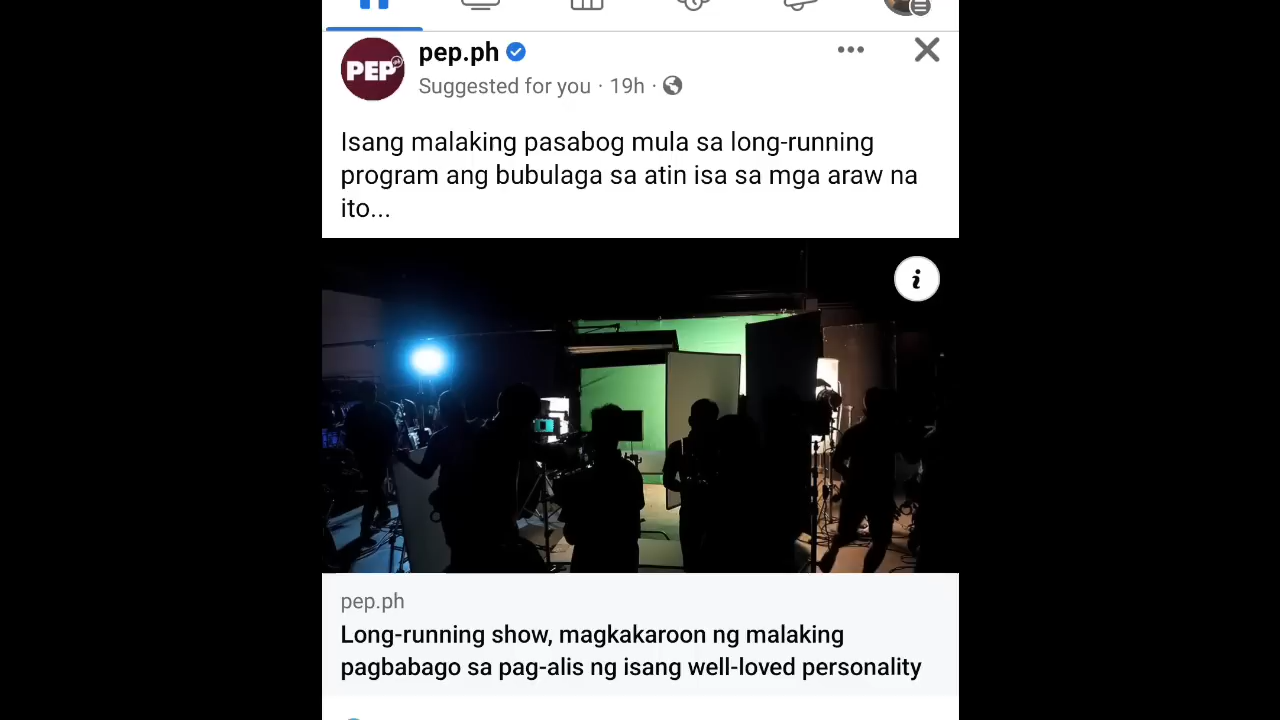 PEP.ph
pep.ph
Suggested for you · 19h ·
Isang malaking pasabog mula sa long-running
program ang bubulaga sa atin isa sa mga araw na
ito...
i
pep.ph
Long-running show, magkakaroon ng malaking
pagbabago sa pag-alis ng isang well-loved personality